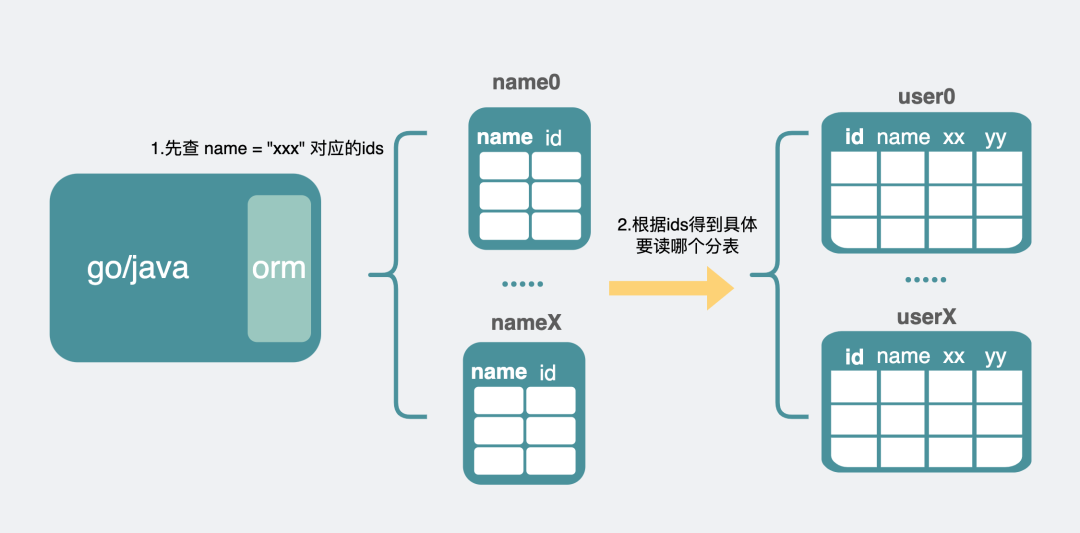 1.先查 name = "xxx" 对应的ids
go/java
orm
name0
name id
.....
nameX
name id
2.根据ids得到具体
要读哪个分表
user0
id name xx yy
.....
userX
id name xx yy